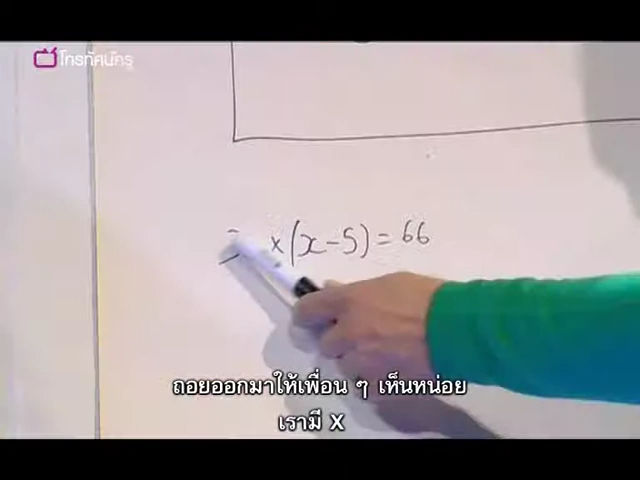 โทรทัศน์ครู
x(x-5)=66
ถอยออกมาให้เพื่อน ๆ เห็นหน่อย
เรามี X